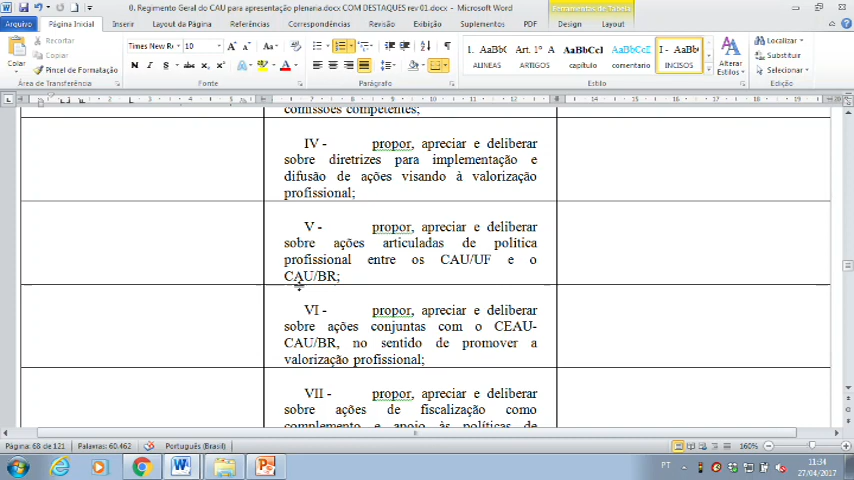 0. Regimento Geral do CAU para apresentação plenaria.docx COM DESTAQUES rev 01.docx - Microsoft Word
Ferramentas de Tabela
Arquivo Página Inicial Inserir Layout da Página Referências Correspondências Revisão Exibição Suplementos PDF Design Layout
Colar
Recortar
Copiar
Pincel de Formatação
Área de Transferência
Times New Ro 10
N I S
Fonte
Parágrafo
1. AaBbC Art. 1º A AaBbCcI AaBbCcE I - AaBb
ALINEAS ARTIGOS capítulo comentario INCISOS
Alterar
Estilos
Estilo
Localizar
Substituir
Selecionar
Edição
comissões competentes;
IV - propor, apreciar e deliberar
sobre diretrizes para implementação e
difusão de ações visando à valorização
profissional;
V - propor, apreciar e deliberar
sobre ações articuladas de política
profissional entre os CAU/UF e o
CAU/BR;
VI - propor, apreciar e deliberar
sobre ações conjuntas com o CEAU-
CAU/BR, no sentido de promover a
valorização profissional;
VII - propor, apreciar e deliberar
sobre ações de fiscalização como
complemento e apoio às políticas de
Página: 68 de 121 Palavras: 60.462 Português (Brasil) 160%
PT 11:34
27/04/2017